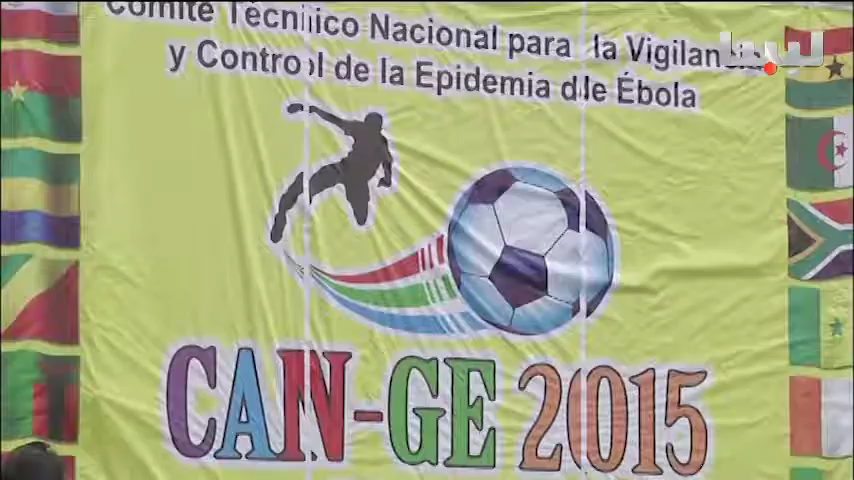 Comité Técnico Nacional para la Vigilancia
y Control de la Epidemia de Ébola
CAN-GE 2015